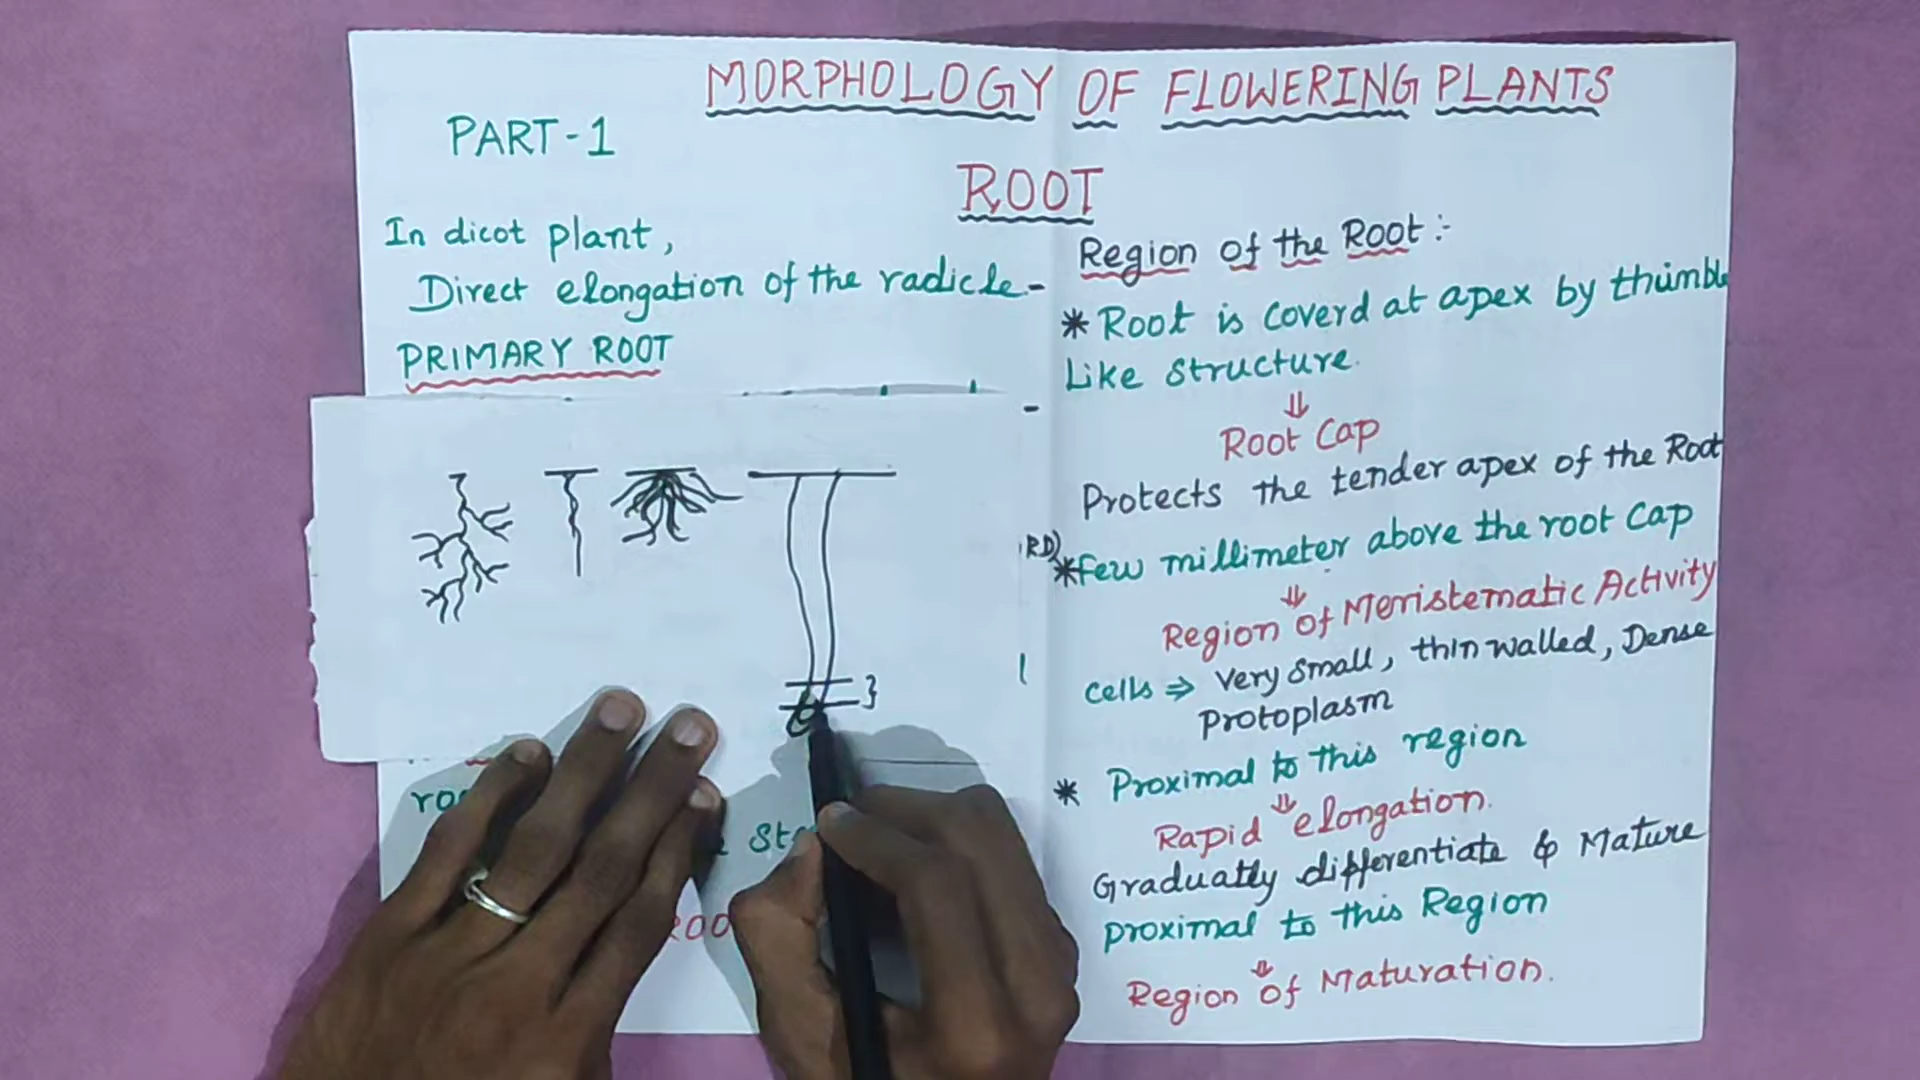 MORPHOLOGY OF FLOWERING PLANTS
PART-1
ROOT
In dicot plant,
Direct elongation of the radicle-
PRIMARY ROOT
Region of the Root:-
* Root is coverd at apex by thimble
Like structure.
⇓
Root Cap
Protects the tender apex of the Root
*few millimeter above the root cap
⇓
Region of Meristematic Activity
cells ⇒ very small, thin walled, Dense
Protoplasm
* Proximal to this region
⇓
Rapid elongation.
Graduatly differentiate & Mature
proximal to this Region
⇓
Region of Maturation.